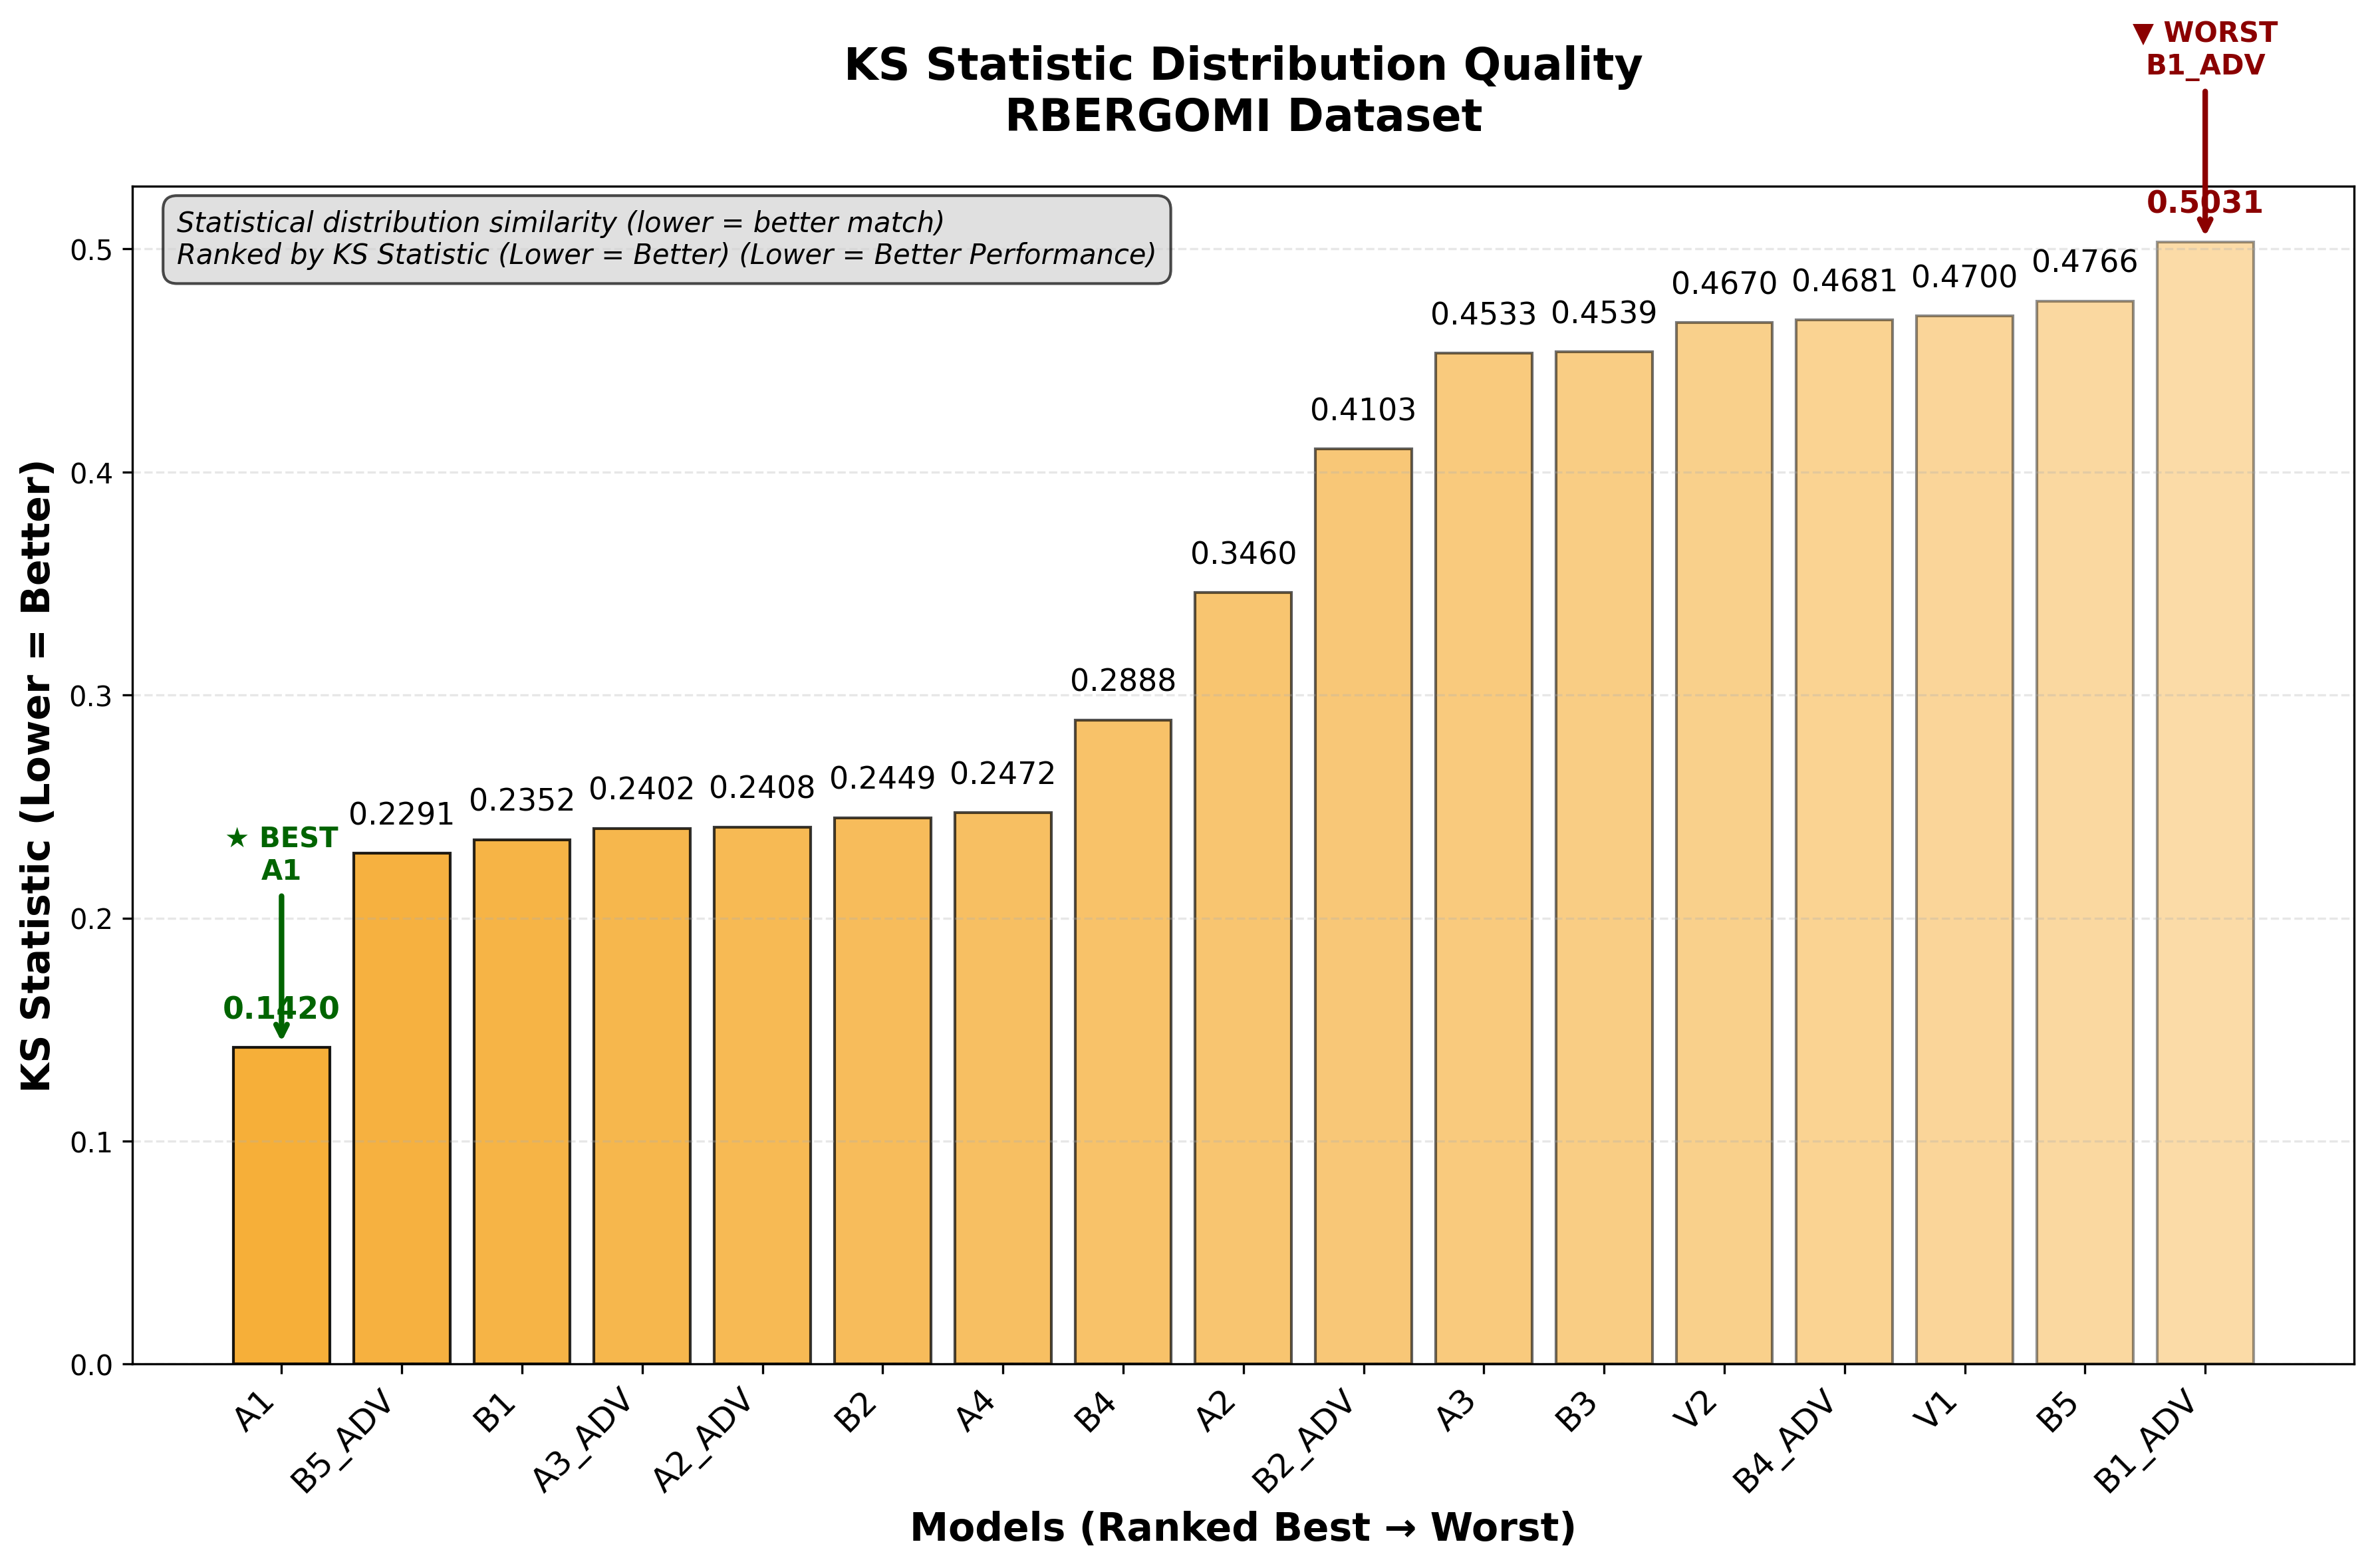 ▼ WORST
B1_ADV
KS Statistic Distribution Quality
RBERGOMI Dataset
Statistical distribution similarity (lower = better match)
Ranked by KS Statistic (Lower = Better) (Lower = Better Performance)
KS Statistic (Lower = Better)
0.5
0.4
0.3
0.2
0.1
0.0
★ BEST
A1
0.1420
0.2291
0.2352
0.2402
0.2408
0.2449
0.2472
0.2888
0.3460
0.4103
0.4533
0.4539
0.4670
0.4681
0.4700
0.4766
0.5031
A1
B5_ADV
B1
A3_ADV
A2_ADV
B2
A4
B4
A2
B2_ADV
A3
B3
V2
B4_ADV
V1
B5
B1_ADV
Models (Ranked Best → Worst)